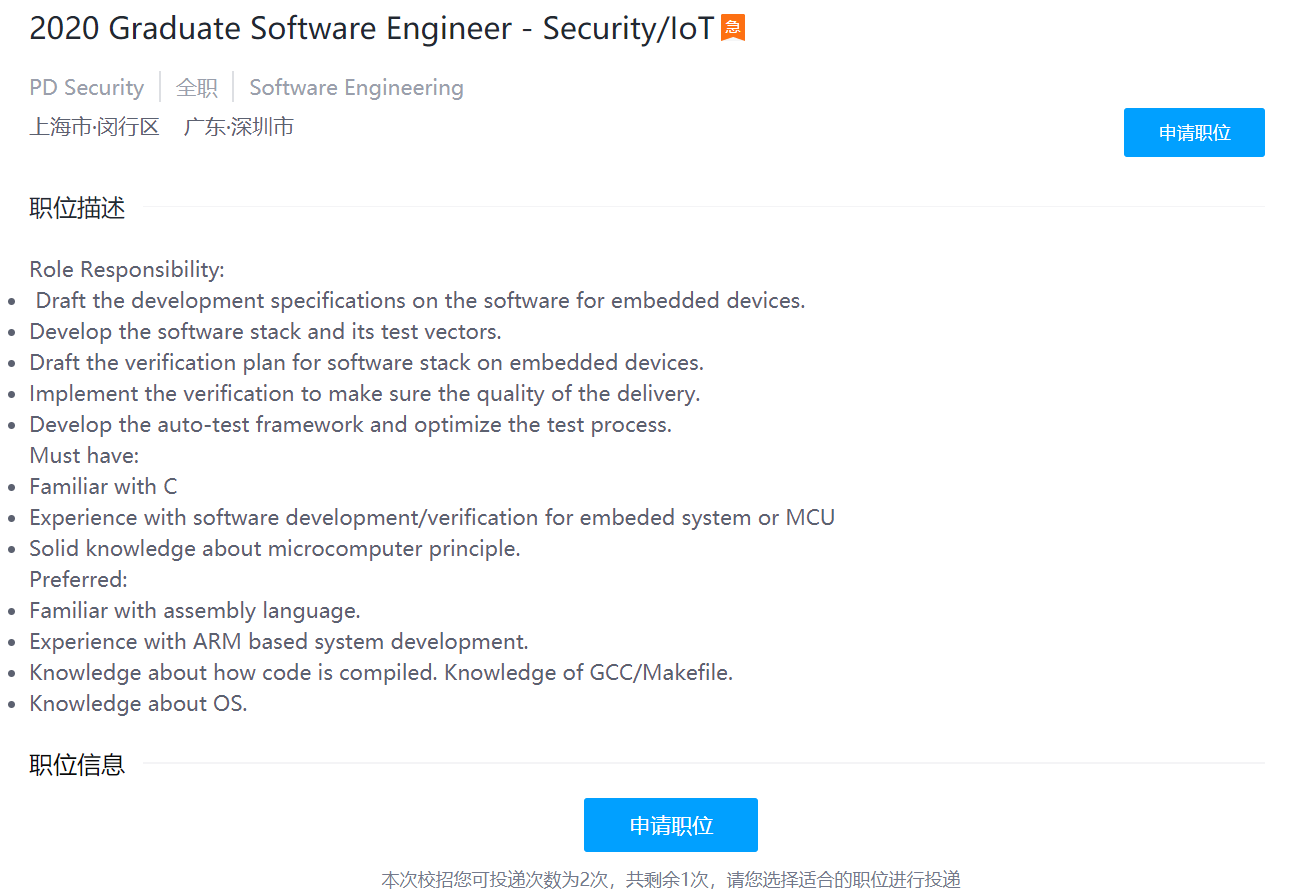 2020 Graduate Software Engineer - Security/IoT 急
PD Security 全职 Software Engineering
上海市·闵行区 广东·深圳市
申请职位
职位描述
Role Responsibility:
• Draft the development specifications on the software for embedded devices.
• Develop the software stack and its test vectors.
• Draft the verification plan for software stack on embedded devices.
• Implement the verification to make sure the quality of the delivery.
• Develop the auto-test framework and optimize the test process.
Must have:
• Familiar with C
• Experience with software development/verification for embeded system or MCU
• Solid knowledge about microcomputer principle.
Preferred:
• Familiar with assembly language.
• Experience with ARM based system development.
• Knowledge about how code is compiled. Knowledge of GCC/Makefile.
• Knowledge about OS.
职位信息
申请职位
本次校招您可投递次数为2次，共剩余1次，请您选择适合的职位进行投递